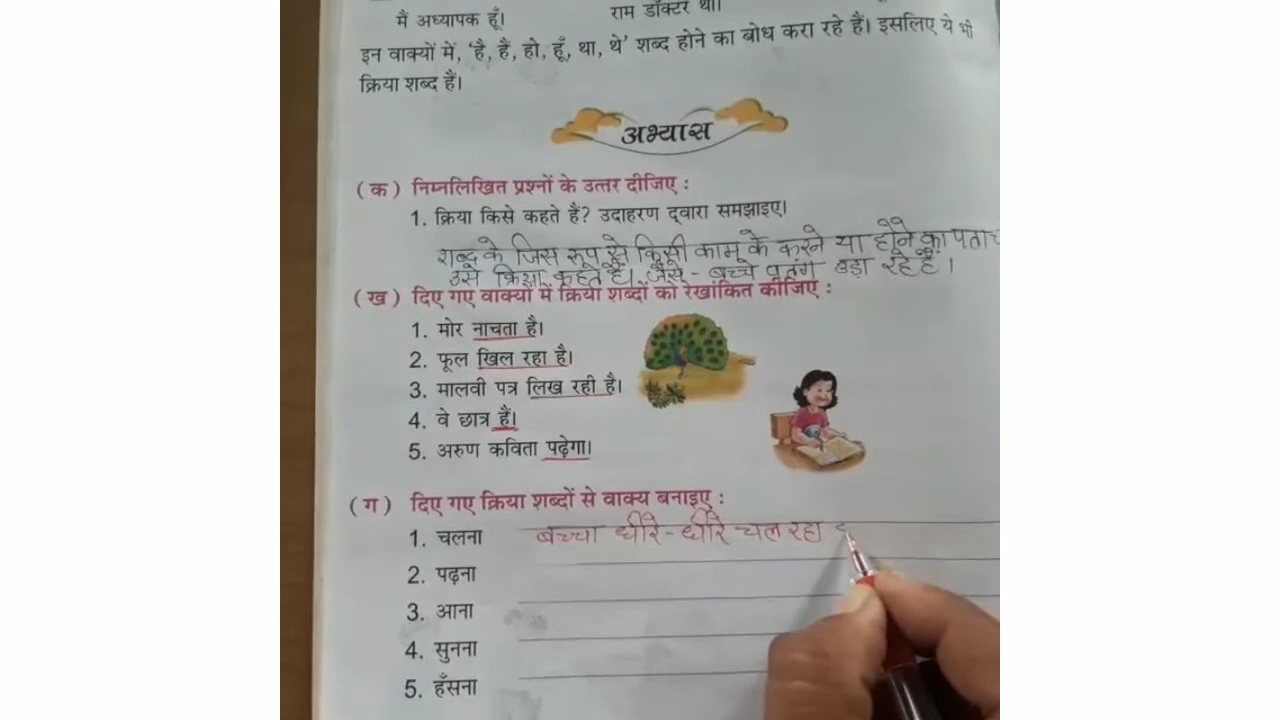 मैं अध्यापक हूँ। राम डॉक्टर था।
इन वाक्यों में, 'है, हैं, हो, हूँ, था, थे' शब्द होने का बोध करा रहे हैं। इसलिए ये भी
क्रिया शब्द हैं।
अभ्यास
(क) निम्नलिखित प्रश्नों के उत्तर दीजिए :
1. क्रिया किसे कहते हैं? उदाहरण द्वारा समझाइए।
शब्द के जिस रूप से किसी काम के करने या होने का पता
उसे क्रिया कहते हैं। जैसे - बच्चे पतंग उड़ा रहे हैं।
(ख) दिए गए वाक्यों में क्रिया शब्दों को रेखांकित कीजिए :
1. मोर नाचता है।
2. फूल खिल रहा है।
3. मालवी पत्र लिख रही है।
4. वे छात्र हैं।
5. अरुण कविता पढ़ेगा।
(ग) दिए गए क्रिया शब्दों से वाक्य बनाइए :
1. चलना बच्चा धीरे-धीरे चल रहा
2. पढ़ना
3. आना
4. सुनना
5. हँसना